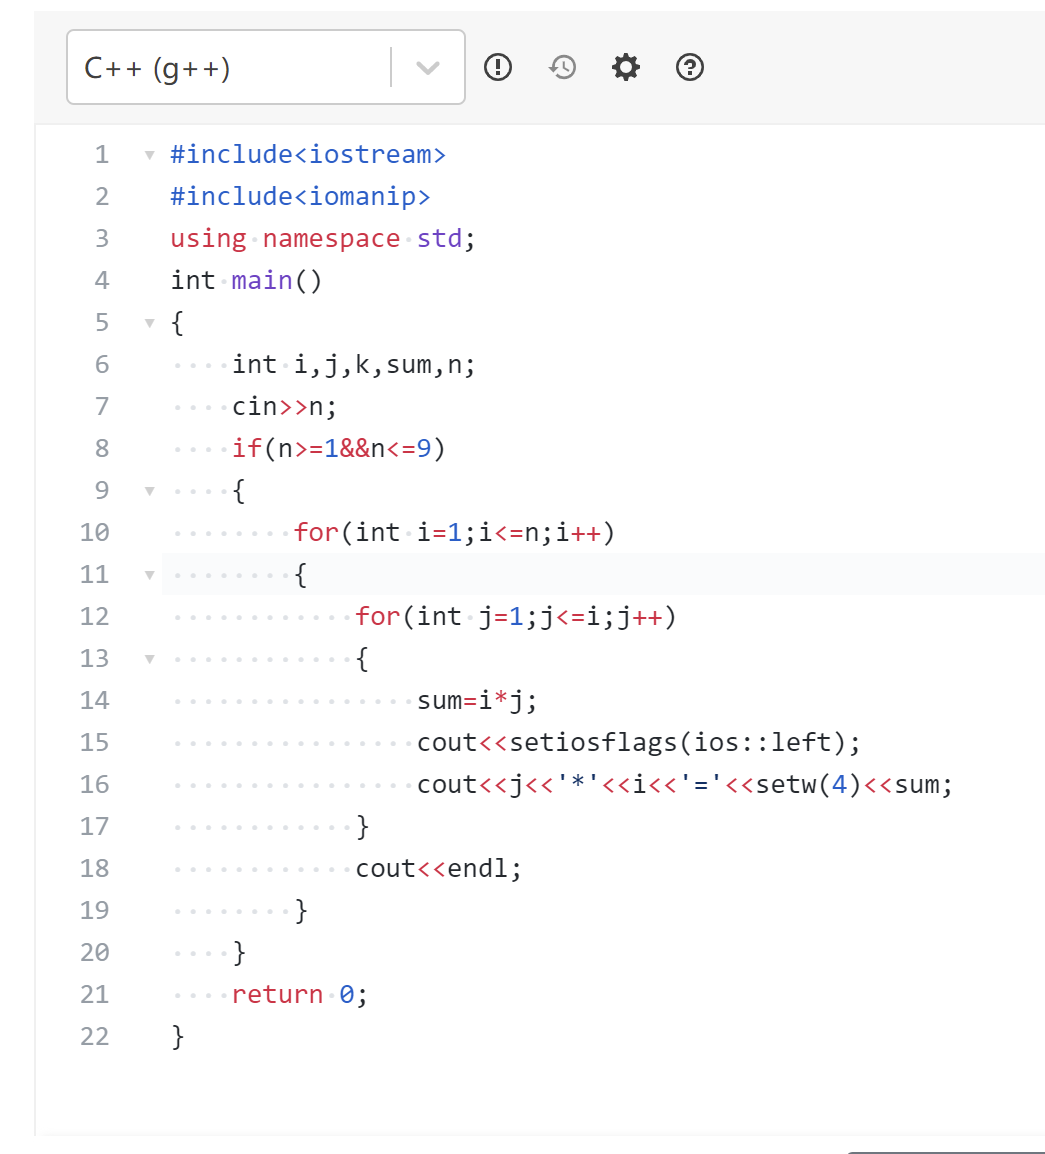 C++ (g++)
1 #include<iostream>
2 #include<iomanip>
3 using namespace std;
4 int main()
5 {
6     int i,j,k,sum,n;
7     cin>>n;
8     if(n>=1&&n<=9)
9     {
10         for(int i=1;i<=n;i++)
11         {
12             for(int j=1;j<=i;j++)
13             {
14                 sum=i*j;
15                 cout<<setiosflags(ios::left);
16                 cout<<j<<'*'<<i<<'='<<setw(4)<<sum;
17             }
18             cout<<endl;
19         }
20     }
21     return 0;
22 }